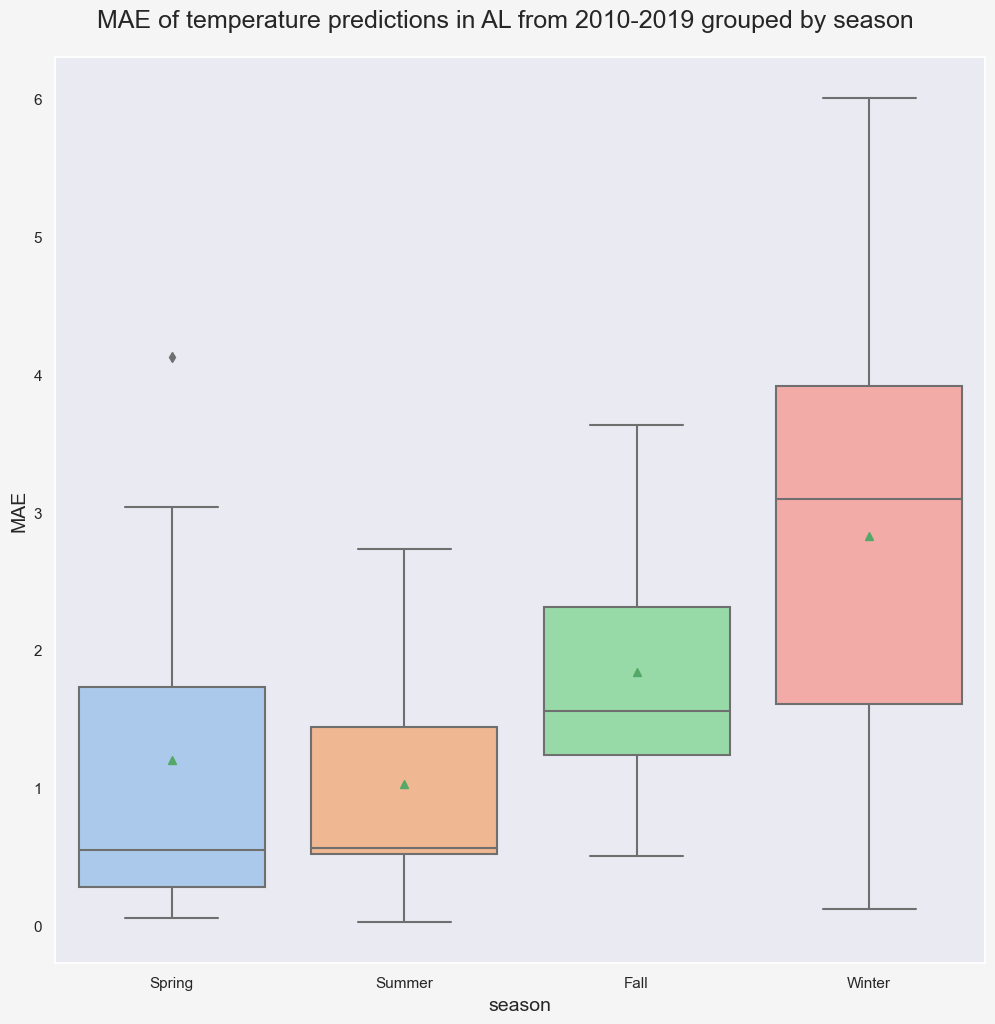 MAE of temperature predictions in AL from 2010-2019 grouped by season
6
5
4
3
2
1
0
MAE
Spring
Summer
Fall
Winter
season